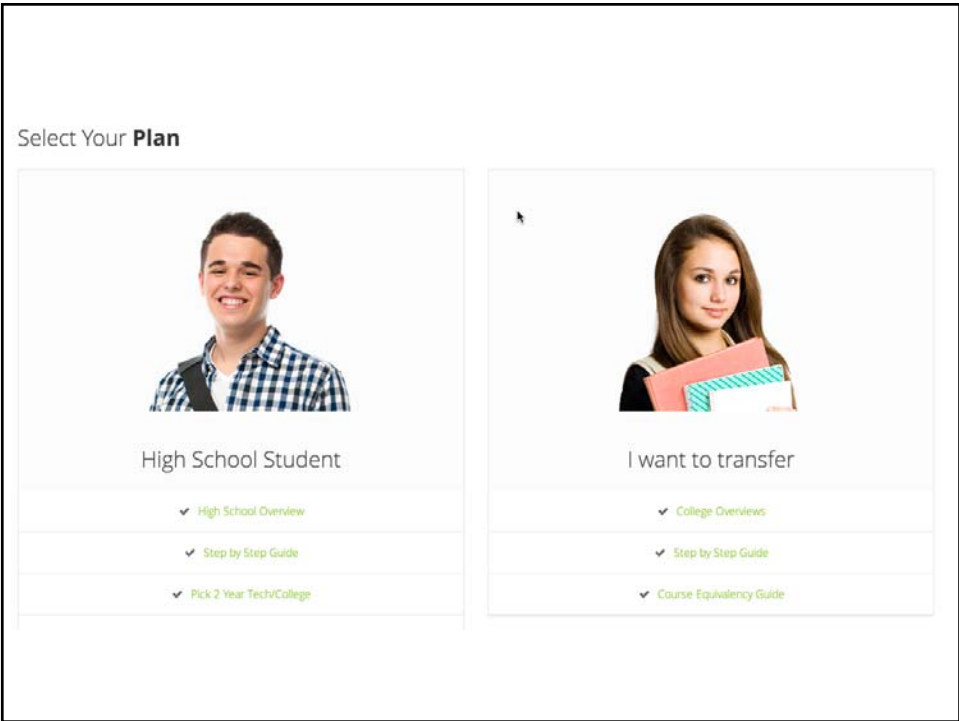 Select Your Plan
High School Student
High School Overview
Step by Step Guide
Pick 2 Year Tech/College
I want to transfer
College Overviews
Step by Step Guide
Course Equivalency Guide